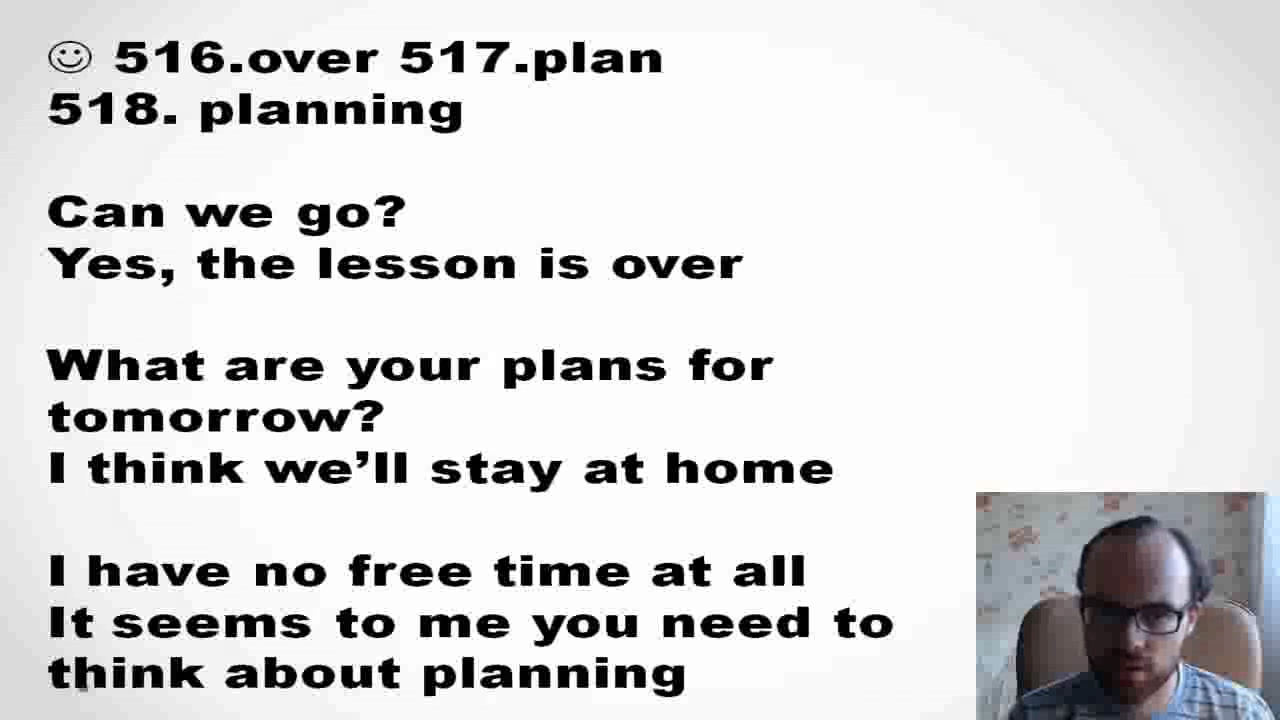 ☺ 516.over 517.plan
518. planning
Can we go?
Yes, the lesson is over
What are your plans for
tomorrow?
I think we’ll stay at home
I have no free time at all
It seems to me you need to
think about planning